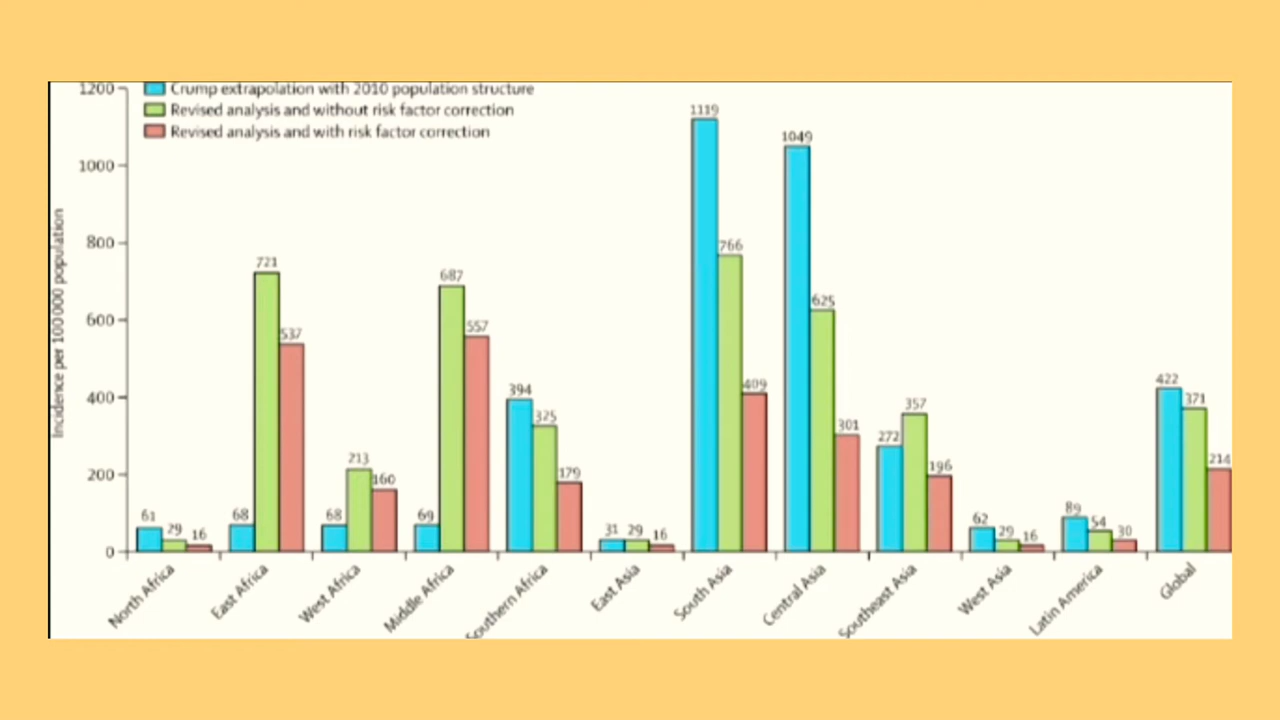 1200
Crump extrapolation with 2010 population structure
Revised analysis and without risk factor correction
Revised analysis and with risk factor correction
1000
800
600
400
200
0
Incidence per 100 000 population
61 29 16
68 721 537
68 213 160
69 687 557
394 325 179
31 29 16
1119 766 409
1049 625 301
272 357 196
62 29 16
89 54 30
422 371 214
North Africa
East Africa
West Africa
Middle Africa
Southern Africa
East Asia
South Asia
Central Asia
Southeast Asia
West Asia
Latin America
Global